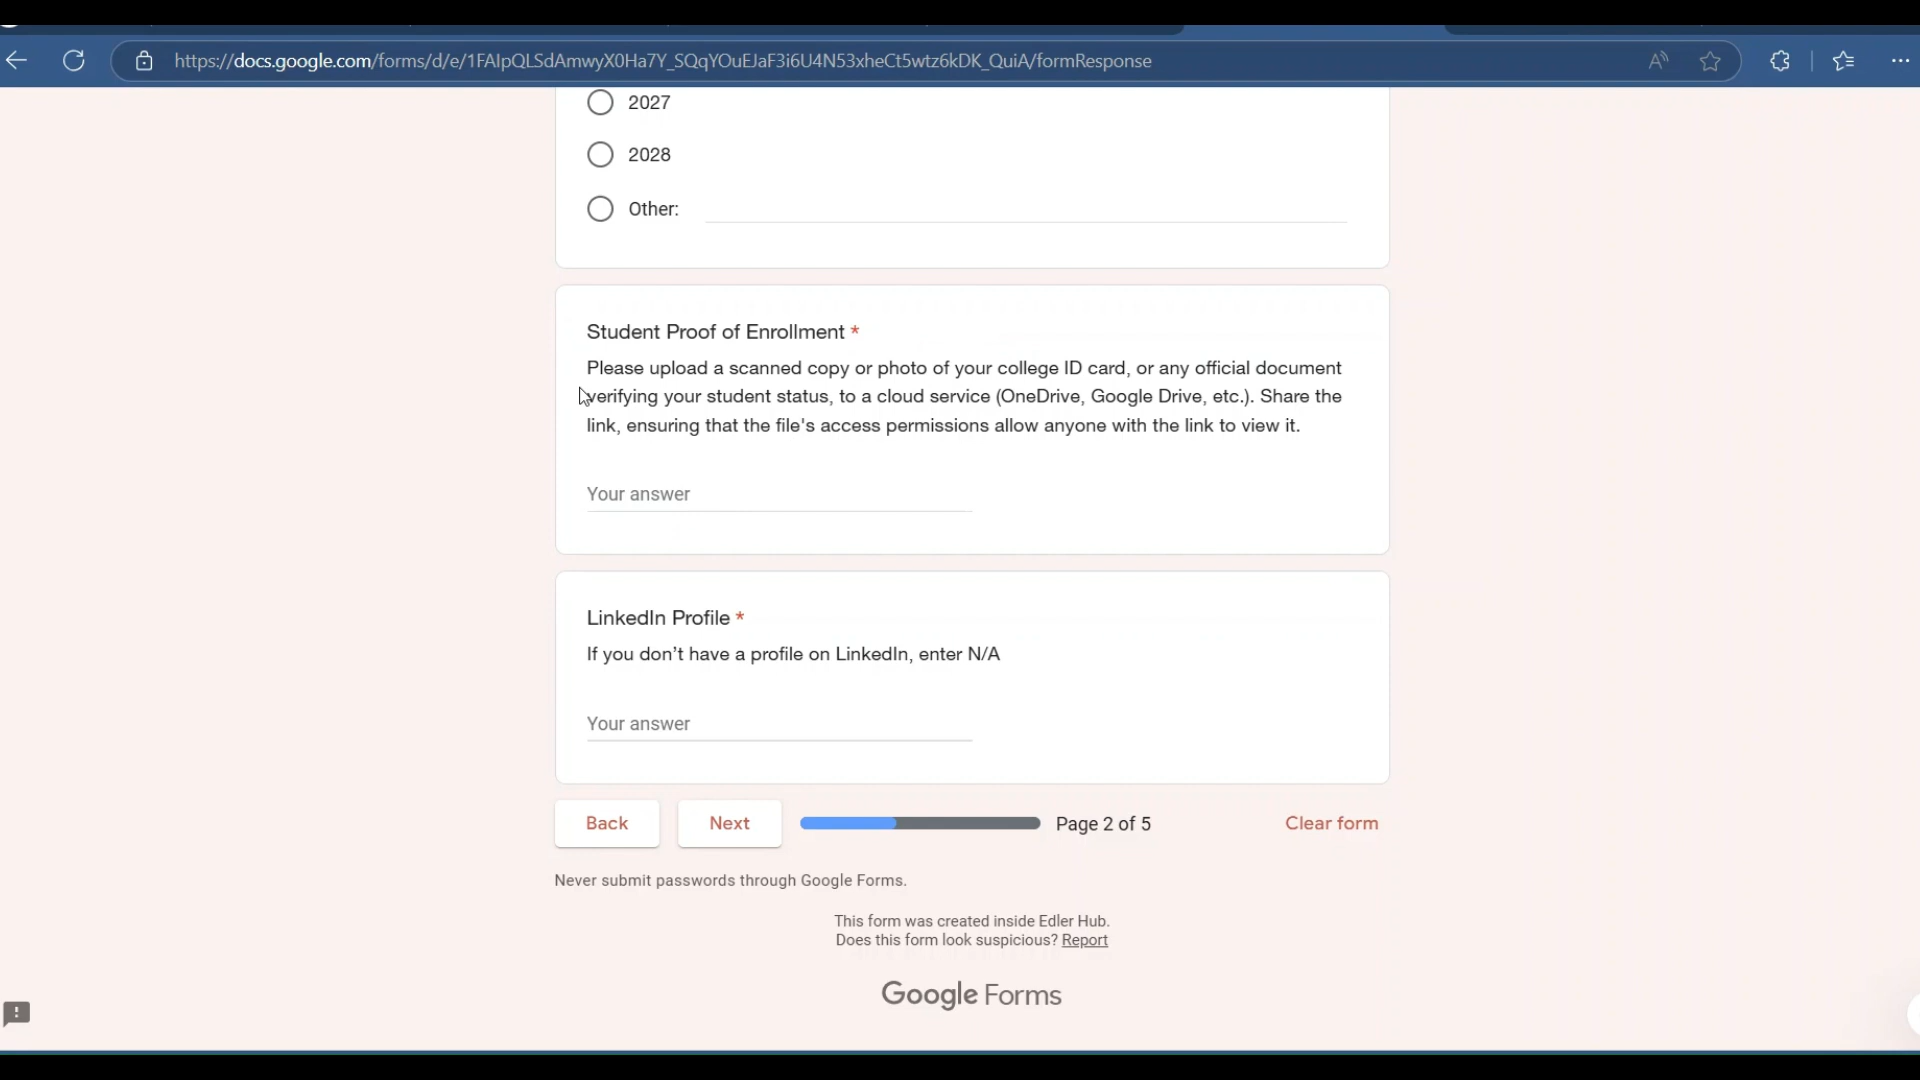 https://docs.google.com/forms/d/e/1FAIpQLSdAmwyX0Ha7Y_SQqYOuEJaF3i6U4N53xheCt5wtz6kDK_QuiA/formResponse
2027
2028
Other:
Student Proof of Enrollment *
Please upload a scanned copy or photo of your college ID card, or any official document
verifying your student status, to a cloud service (OneDrive, Google Drive, etc.). Share the
link, ensuring that the file's access permissions allow anyone with the link to view it.
Your answer
LinkedIn Profile *
If you don’t have a profile on LinkedIn, enter N/A
Your answer
Back Next Page 2 of 5 Clear form
Never submit passwords through Google Forms.
This form was created inside Edler Hub.
Does this form look suspicious? Report
Google Forms